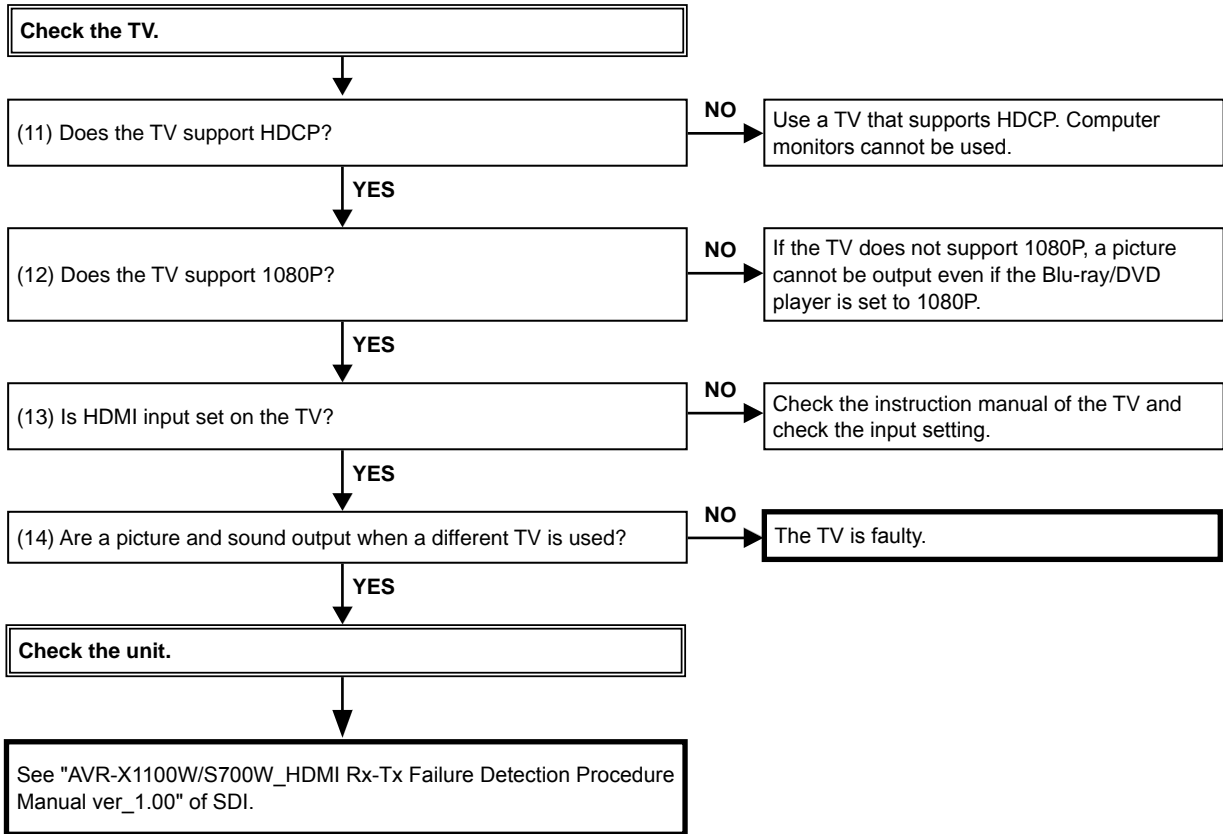 Check the TV.
(11) Does the TV support HDCP?
NO
Use a TV that supports HDCP. Computer
monitors cannot be used.
YES
(12) Does the TV support 1080P?
NO
If the TV does not support 1080P, a picture
cannot be output even if the Blu-ray/DVD
player is set to 1080P.
YES
(13) Is HDMI input set on the TV?
NO
Check the instruction manual of the TV and
check the input setting.
YES
(14) Are a picture and sound output when a different TV is used?
NO
The TV is faulty.
YES
Check the unit.
See "AVR-X1100W/S700W_HDMI Rx-Tx Failure Detection Procedure
Manual ver_1.00" of SDI.